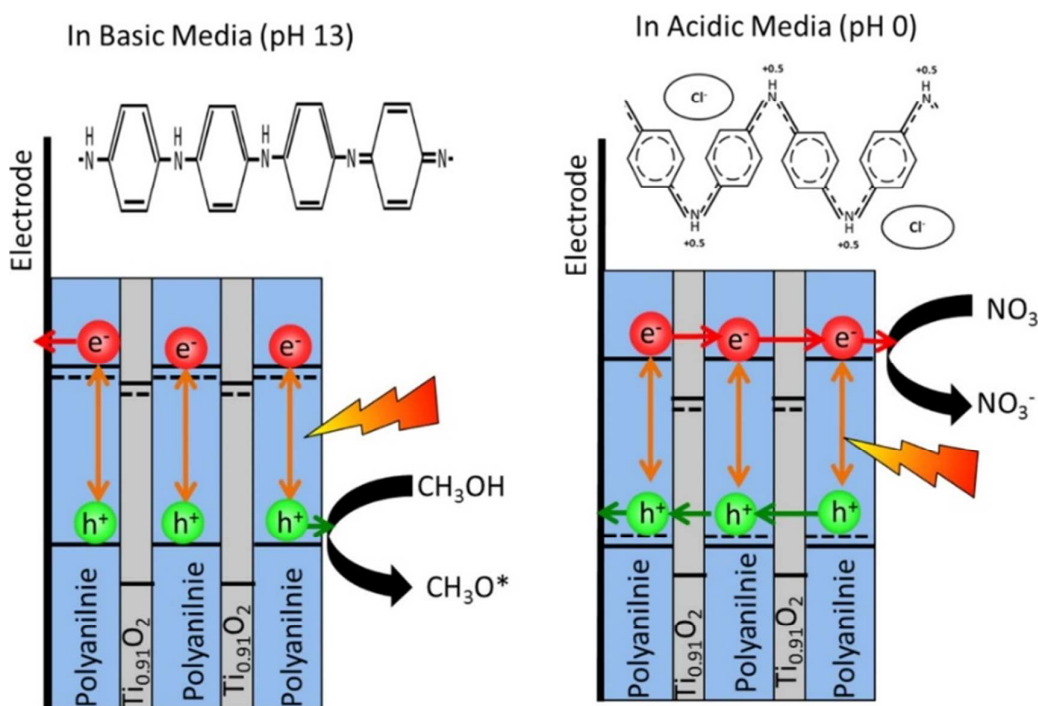 In Basic Media (pH 13)
H
N
H
N
H
N
N
N
Electrode
e-
e-
e-
h+
h+
h+
CH3OH
CH3O*
Polyanilnie
Ti0.91O2
Polyanilnie
Ti0.91O2
Polyanilnie
In Acidic Media (pH 0)
+0.5
H
N
+0.5
H
N
Cl-
N
H
+0.5
N
H
+0.5
Cl-
Electrode
e-
e-
e-
NO3
NO3-
h+
h+
h+
Polyanilnie
Ti0.91O2
Polyanilnie
Ti0.91O2
Polyanilnie